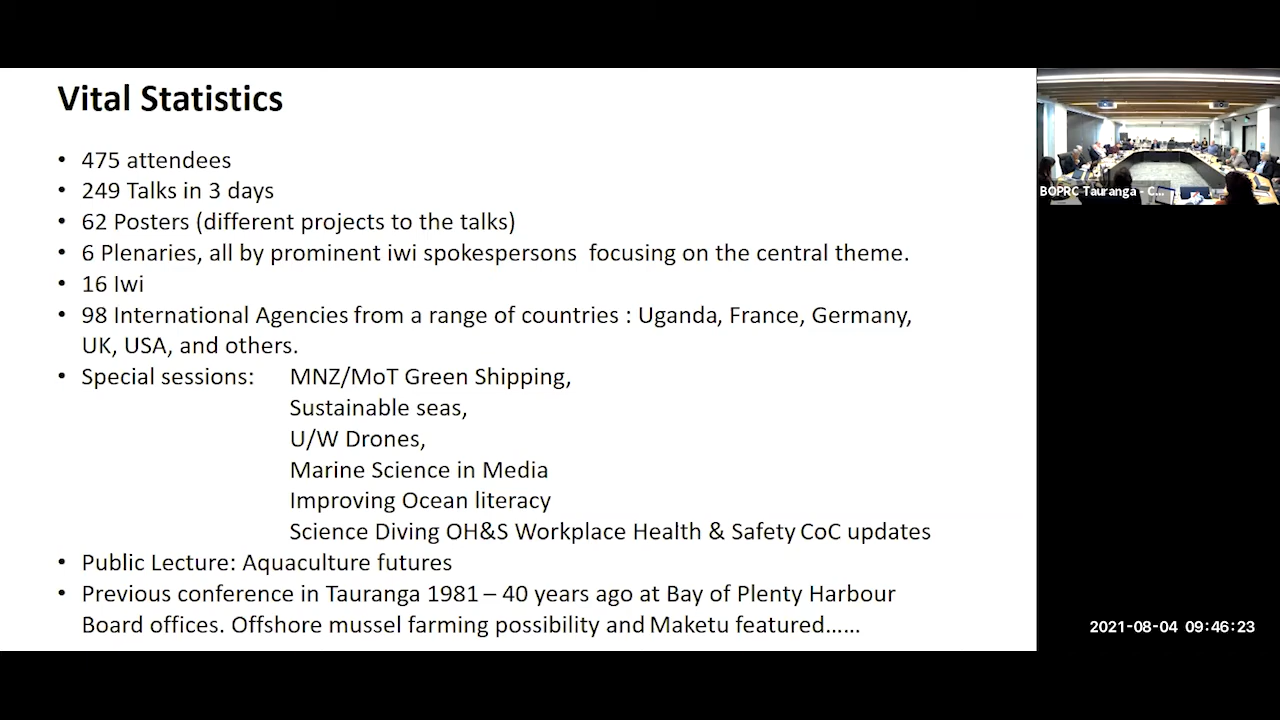 Vital Statistics
• 475 attendees
• 249 Talks in 3 days
• 62 Posters (different projects to the talks)
• 6 Plenaries, all by prominent iwi spokespersons focusing on the central theme.
• 16 Iwi
• 98 International Agencies from a range of countries : Uganda, France, Germany,
UK, USA, and others.
• Special sessions: MNZ/MoT Green Shipping,
Sustainable seas,
U/W Drones,
Marine Science in Media
Improving Ocean literacy
Science Diving OH&S Workplace Health & Safety CoC updates
• Public Lecture: Aquaculture futures
• Previous conference in Tauranga 1981 – 40 years ago at Bay of Plenty Harbour
Board offices. Offshore mussel farming possibility and Maketu featured……
BOPRC Tauranga - C...
2021-08-04 09:46:23